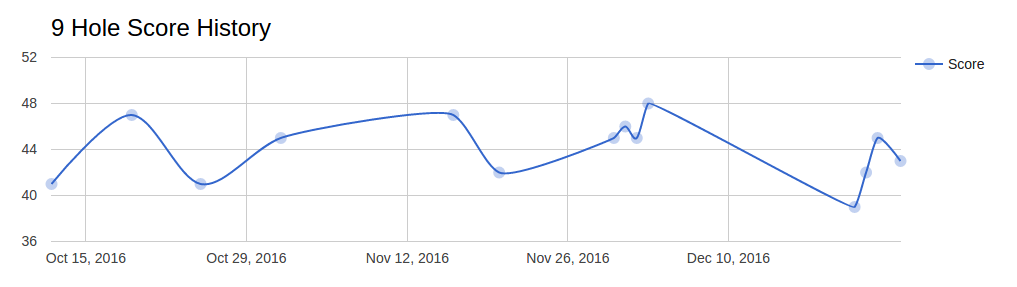 9 Hole Score History
52
48
44
40
36
Oct 15, 2016 Oct 29, 2016 Nov 12, 2016 Nov 26, 2016 Dec 10, 2016
Score